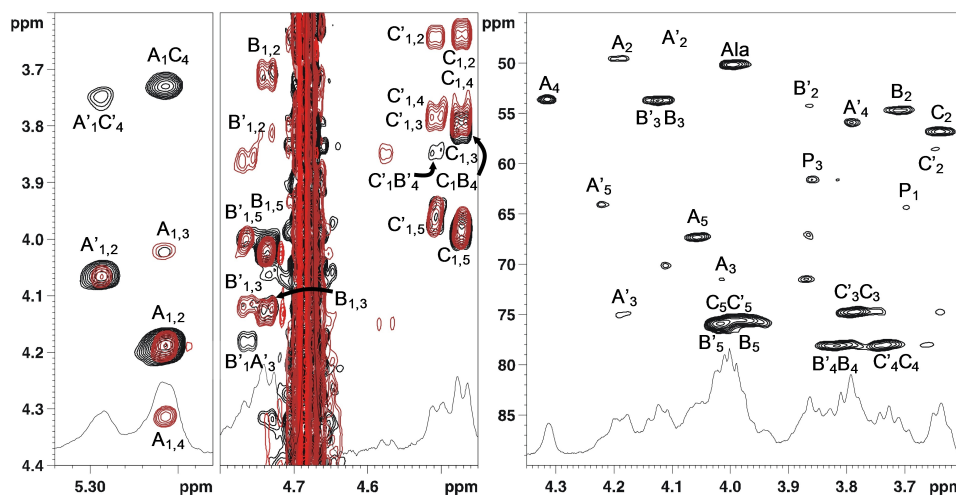 ppm
3.7
3.8
3.9
4.0
4.1
4.2
4.3
4.4
A₁C₄
A'₁C'₄
A₁,₃
A'₁,₂
A₁,₂
A₁,₄
5.30
ppm
B₁,₂
B'₁,₂
B'₁,₅
B₁,₅
B'₁,₃
B₁,₃
B'₁A'₃
C'₁,₂
C₁,₂
C₁,₄
C'₁,₄
C'₁,₃
C₁,₃
C'₁B'₄
C₁B₄
C'₁,₅
C₁,₅
4.7
4.6
ppm
ppm
50
55
60
65
70
75
80
85
A₂
A'₂
Ala
A₄
B'₃
B₃
B'₂
A'₄
B₂
C₂
C'₂
P₃
P₁
A'₅
A₅
A₃
A'₃
C₅C'₅
C'₃C₃
B'₅
B₅
B'₄B₄
C'₄C₄
4.3
4.2
4.1
4.0
3.9
3.8
3.7
ppm